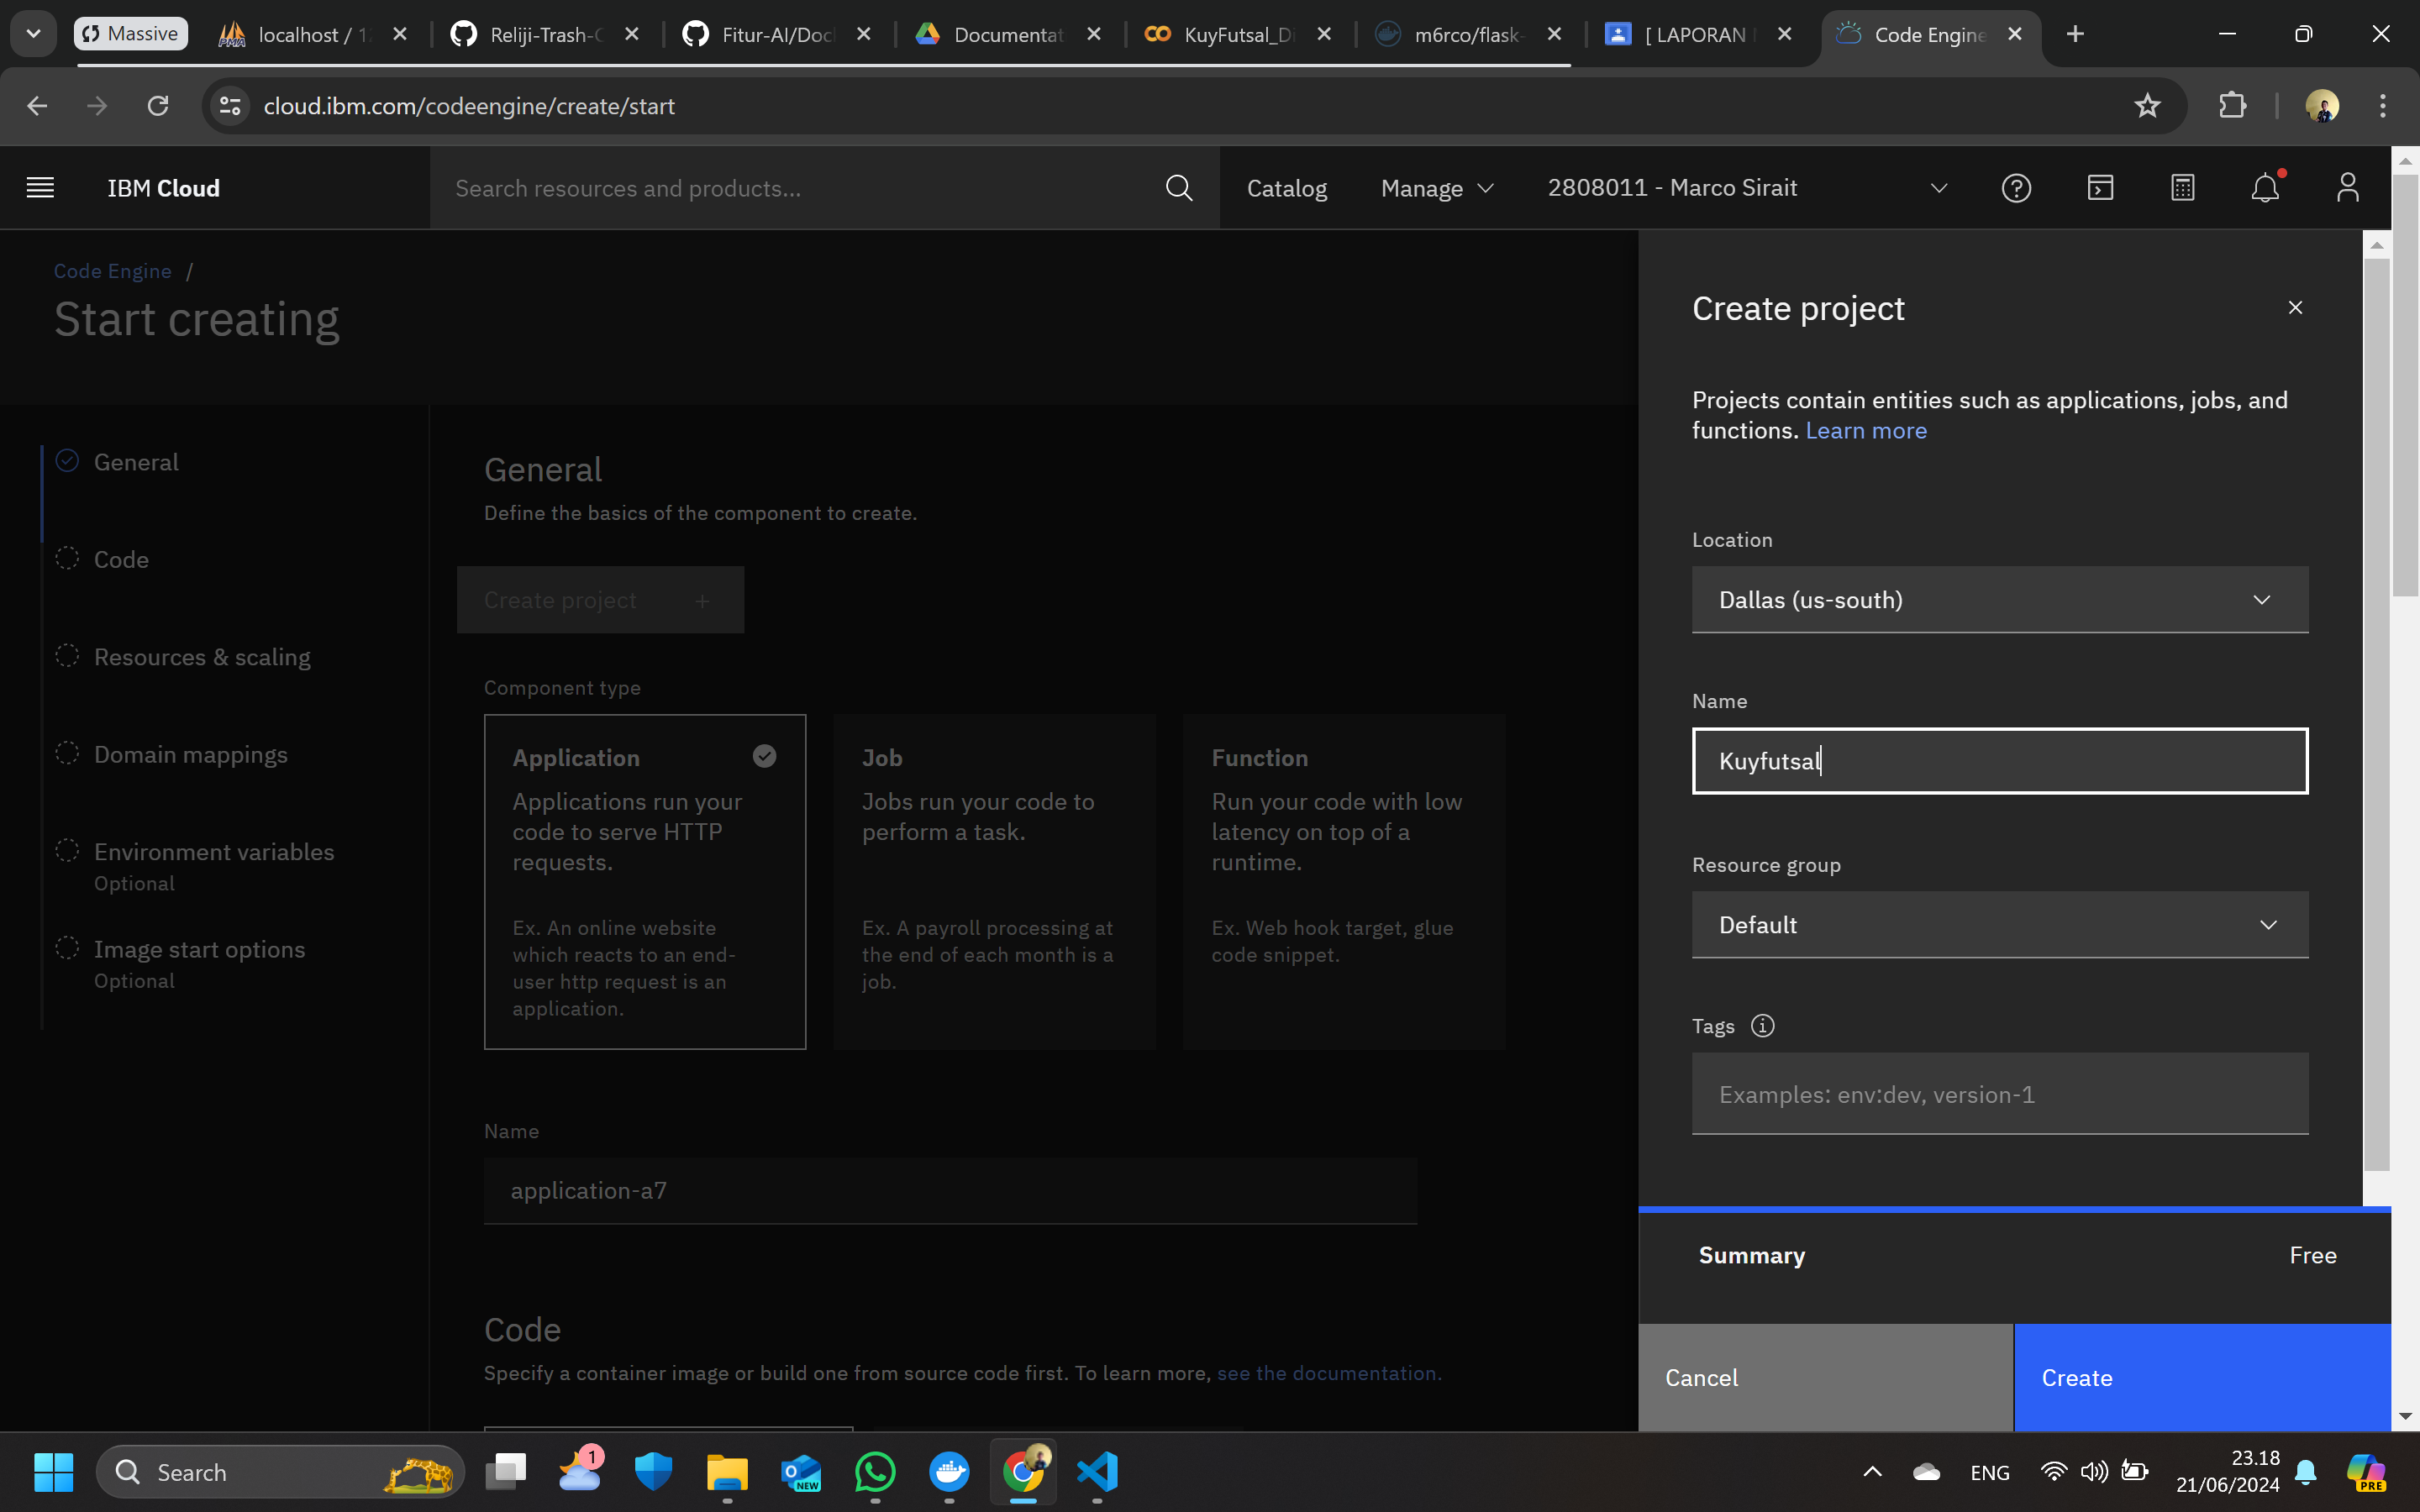 Massive
localhost / 12
Reliji-Trash-C
Fitur-AI/Doc
Documentat
KuyFutsal_Di
m6rco/flask-
[ LAPORAN
Code Engine
cloud.ibm.com/codeengine/create/start
IBM Cloud
Search resources and products...
Catalog
Manage
2808011 - Marco Sirait
Code Engine /
Start creating
General
Code
Resources & scaling
Domain mappings
Environment variables
Optional
Image start options
Optional
General
Define the basics of the component to create.
Create project +
Component type
Application
Applications run your
code to serve HTTP
requests.
Ex. An online website
which reacts to an end-
user http request is an
application.
Job
Jobs run your code to
perform a task.
Ex. A payroll processing at
the end of each month is a
job.
Function
Run your code with low
latency on top of a
runtime.
Ex. Web hook target, glue
code snippet.
Name
application-a7
Code
Specify a container image or build one from source code first. To learn more, see the documentation.
Create project
Projects contain entities such as applications, jobs, and
functions. Learn more
Location
Dallas (us-south)
Name
Kuyfutsal
Resource group
Default
Tags
Examples: env:dev, version-1
Summary
Free
Cancel
Create
Search
1
NEW
ENG
23.18
21/06/2024
PRE